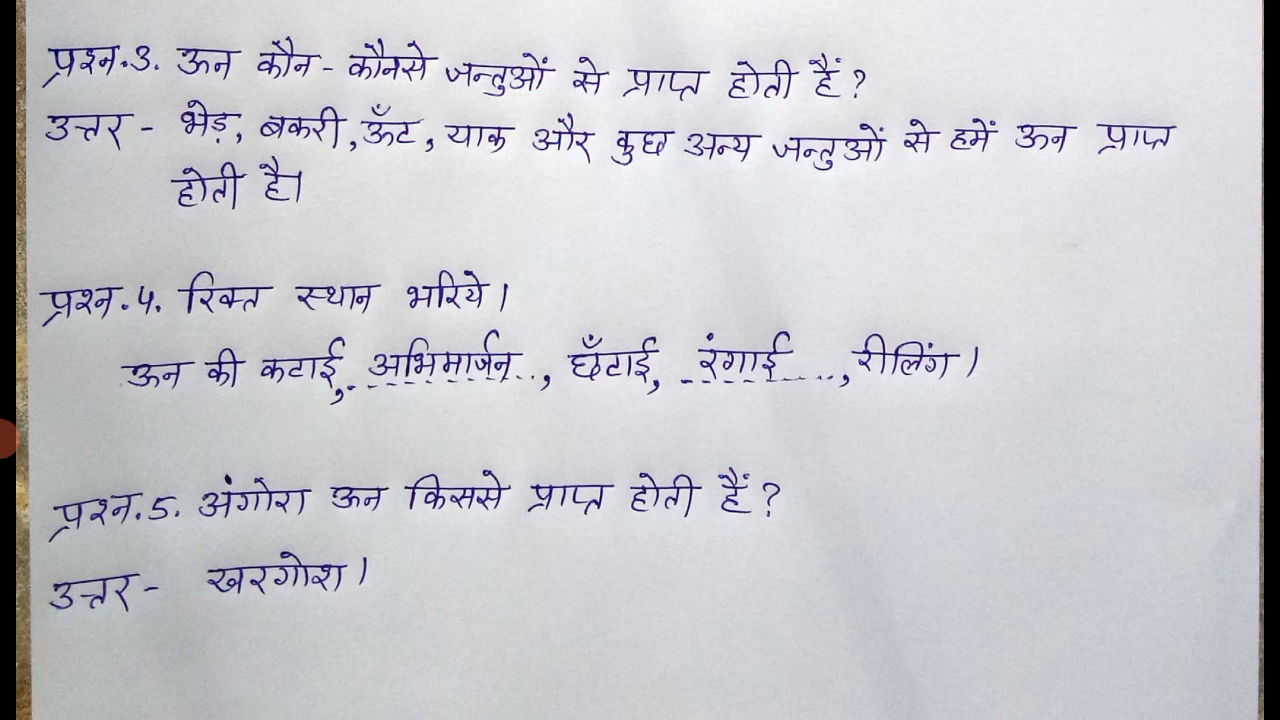 प्रश्न.3. ऊन कौन - कौनसे जन्तुओं से प्राप्त होती हैं?
उत्तर - भेड़, बकरी, ऊँट, याक और कुछ अन्य जन्तुओं से हमें ऊन प्राप्त
होती है।
प्रश्न.4. रिक्त स्थान भरिये।
ऊन की कटाई, अभिमार्जन, छँटाई, रंगाई, रीलिंग।
प्रश्न.5. अंगोरा ऊन किससे प्राप्त होती हैं?
उत्तर - खरगोश।